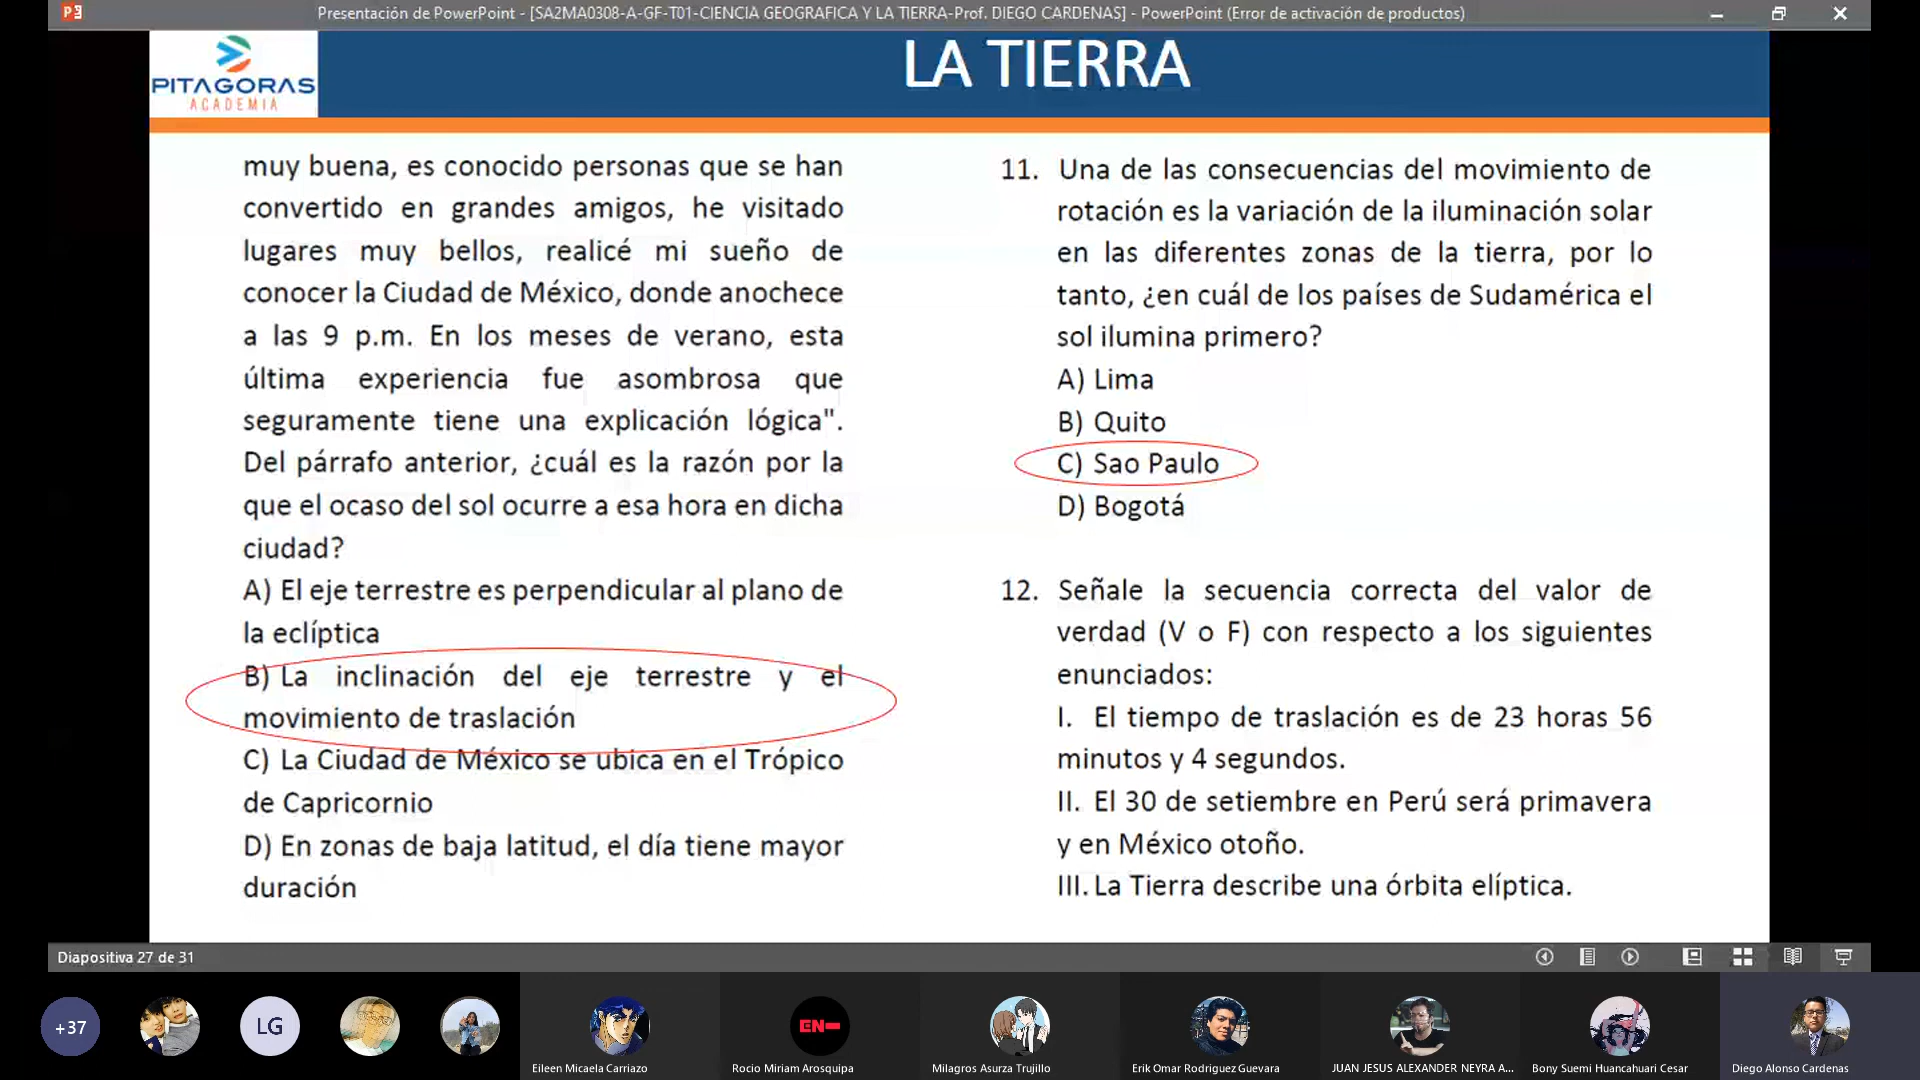 Presentación de PowerPoint - [SA2MA0308-A-GF-T01-CIENCIA GEOGRAFICA Y LA TIERRA-Prof. DIEGO CARDENAS] - PowerPoint (Error de activación de productos)
PITAGORAS
ACADEMIA
LA TIERRA
muy buena, es conocido personas que se han
convertido en grandes amigos, he visitado
lugares muy bellos, realicé mi sueño de
conocer la Ciudad de México, donde anochece
a las 9 p.m. En los meses de verano, esta
última experiencia fue asombrosa que
seguramente tiene una explicación lógica".
Del párrafo anterior, ¿cuál es la razón por la
que el ocaso del sol ocurre a esa hora en dicha
ciudad?
A) El eje terrestre es perpendicular al plano de
la eclíptica
B) La inclinación del eje terrestre y el
movimiento de traslación
C) La Ciudad de México se ubica en el Trópico
de Capricornio
D) En zonas de baja latitud, el día tiene mayor
duración
11. Una de las consecuencias del movimiento de
rotación es la variación de la iluminación solar
en las diferentes zonas de la tierra, por lo
tanto, ¿en cuál de los países de Sudamérica el
sol ilumina primero?
A) Lima
B) Quito
C) Sao Paulo
D) Bogotá
12. Señale la secuencia correcta del valor de
verdad (V o F) con respecto a los siguientes
enunciados:
I. El tiempo de traslación es de 23 horas 56
minutos y 4 segundos.
II. El 30 de setiembre en Perú será primavera
y en México otoño.
III. La Tierra describe una órbita elíptica.
Diapositiva 27 de 31
+37
LG
EN-
Eileen Micaela Carriazo
Rocio Miriam Arosquipa
Milagros Asurza Trujillo
Erik Omar Rodriguez Guevara
JUAN JESUS ALEXANDER NEYRA A...
Bony Suemi Huancahuari Cesar
Diego Alonso Cardenas